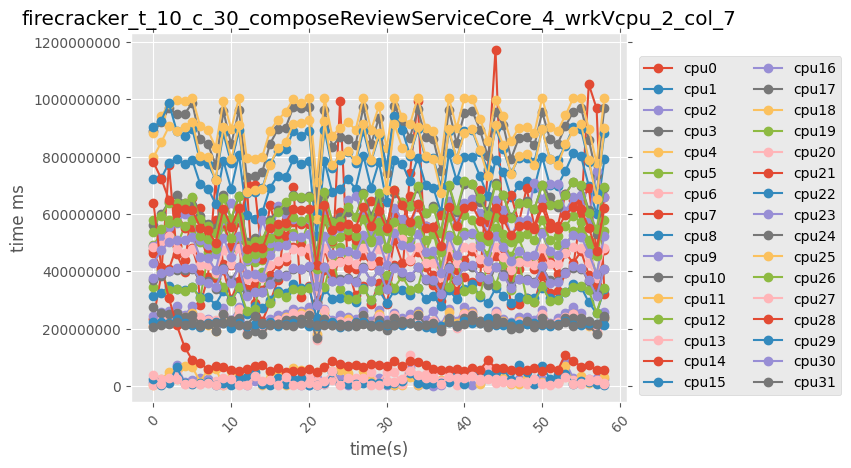 firecracker_t_10_c_30_composeReviewServiceCore_4_wrkVcpu_2_col_7
time ms
1200000000
1000000000
800000000
600000000
400000000
200000000
0
0
10
20
30
40
50
60
time(s)
cpu0
cpu1
cpu2
cpu3
cpu4
cpu5
cpu6
cpu7
cpu8
cpu9
cpu10
cpu11
cpu12
cpu13
cpu14
cpu15
cpu16
cpu17
cpu18
cpu19
cpu20
cpu21
cpu22
cpu23
cpu24
cpu25
cpu26
cpu27
cpu28
cpu29
cpu30
cpu31